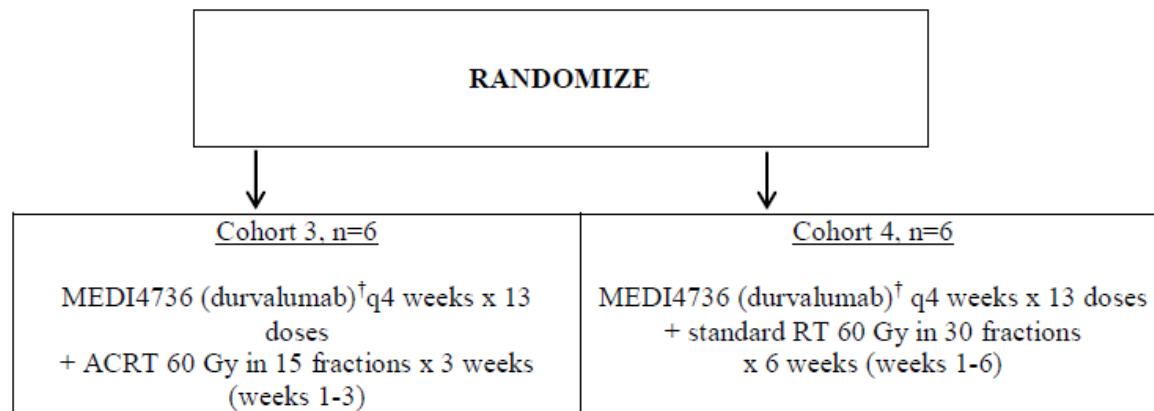 RANDOMIZE
Cohort 3, n=6
MEDI4736 (durvalumab)†q4 weeks x 13
doses
+ ACRT 60 Gy in 15 fractions x 3 weeks
(weeks 1-3)
Cohort 4, n=6
MEDI4736 (durvalumab)† q4 weeks x 13 doses
+ standard RT 60 Gy in 30 fractions
x 6 weeks (weeks 1-6)